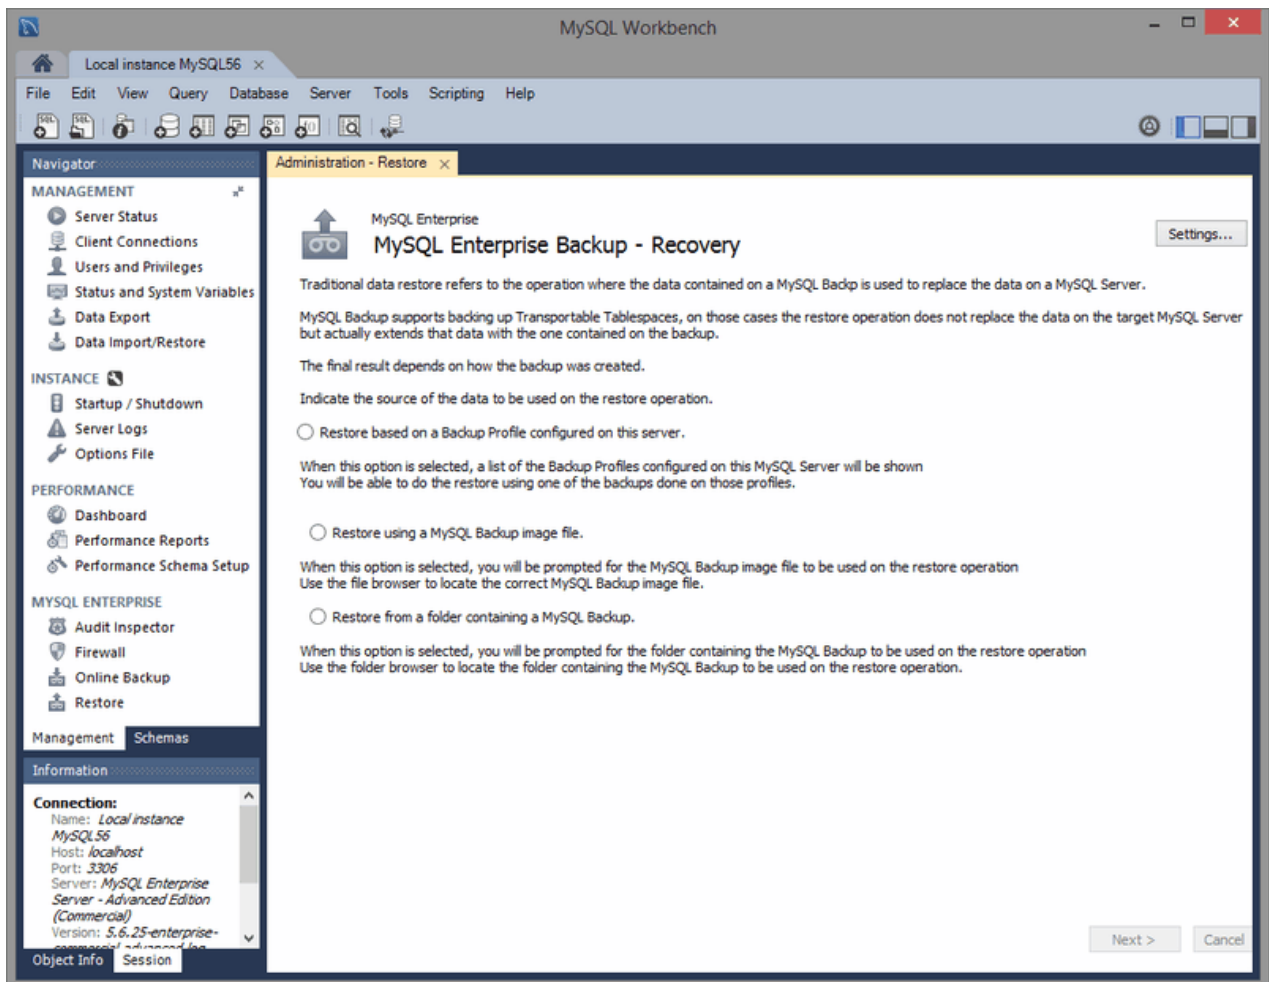 MySQL Workbench
Local instance MySQL56
File Edit View Query Database Server Tools Scripting Help
Navigator
MANAGEMENT
Server Status
Client Connections
Users and Privileges
Status and System Variables
Data Export
Data Import/Restore
INSTANCE
Startup / Shutdown
Server Logs
Options File
PERFORMANCE
Dashboard
Performance Reports
Performance Schema Setup
MYSQL ENTERPRISE
Audit Inspector
Firewall
Online Backup
Restore
Management Schemas
Information
Connection:
Name: Local instance
MySQL56
Host: localhost
Port: 3306
Server: MySQL Enterprise
Server - Advanced Edition
(Commercial)
Version: 5.6.25-enterprise-
commercial-advanced-log
Object Info Session
Administration - Restore
MySQL Enterprise
MySQL Enterprise Backup - Recovery
Settings...
Traditional data restore refers to the operation where the data contained on a MySQL Backp is used to replace the data on a MySQL Server.
MySQL Backup supports backing up Transportable Tablespaces, on those cases the restore operation does not replace the data on the target MySQL Server
but actually extends that data with the one contained on the backup.
The final result depends on how the backup was created.
Indicate the source of the data to be used on the restore operation.
Restore based on a Backup Profile configured on this server.
When this option is selected, a list of the Backup Profiles configured on this MySQL Server will be shown
You will be able to do the restore using one of the backups done on those profiles.
Restore using a MySQL Backup image file.
When this option is selected, you will be prompted for the MySQL Backup image file to be used on the restore operation
Use the file browser to locate the correct MySQL Backup image file.
Restore from a folder containing a MySQL Backup.
When this option is selected, you will be prompted for the folder containing the MySQL Backup to be used on the restore operation
Use the folder browser to locate the folder containing the MySQL Backup to be used on the restore operation.
Next > Cancel